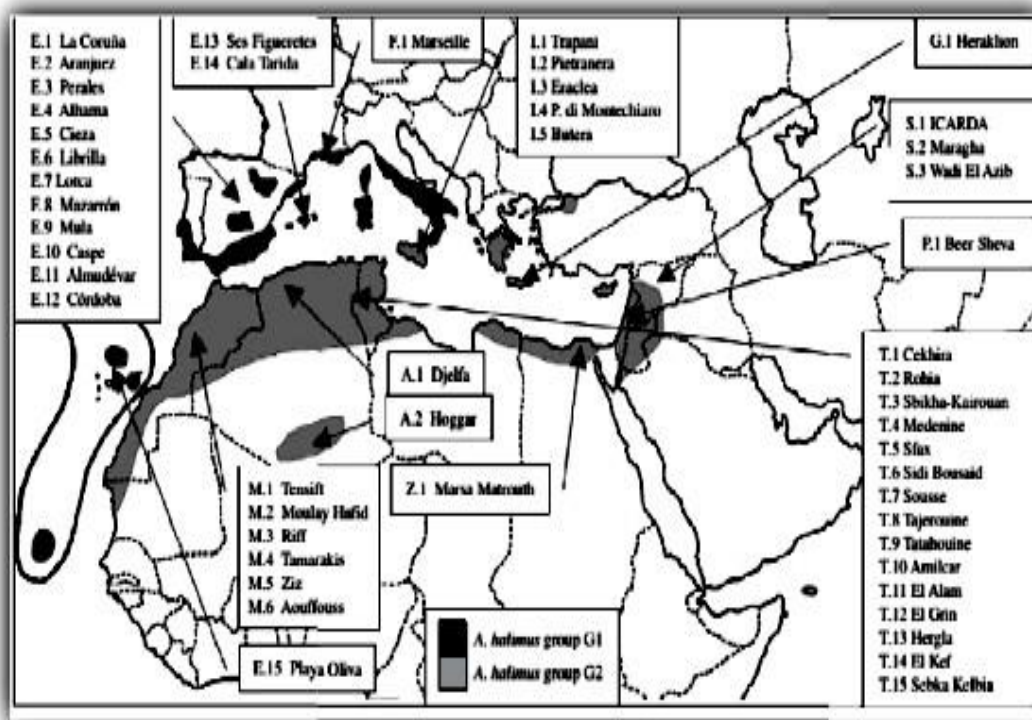 E.1 La Coruña
E.2 Aranjuez
E.3 Perales
E.4 Alhama
E.5 Cieza
E.6 Librilla
E.7 Lorca
E.8 Mazarrón
E.9 Mula
E.10 Caspe
E.11 Almudévar
E.12 Córdoba
E.13 Ses Figueretes
E.14 Cala Tarida
F.1 Marseille
I.1 Trapani
I.2 Pietranera
I.3 Eraclea
I.4 P. di Montechiaro
I.5 Butera
G.1 Heraklion
S.1 ICARDA
S.2 Maragha
S.3 Wadi El Azib
P.1 Beer Sheva
A.1 Djelfa
A.2 Hoggar
Z.1 Marsa Matrouth
M.1 Tensift
M.2 Moulay Hafid
M.3 Riff
M.4 Tamarakis
M.5 Ziz
M.6 Aouffouss
E.15 Playa Oliva
T.1 Cekhira
T.2 Rohia
T.3 Sbikha-Kairouan
T.4 Medenine
T.5 Sfax
T.6 Sidi Bousaid
T.7 Sousse
T.8 Tajerouine
T.9 Tatahouine
T.10 Amilcar
T.11 El Alam
T.12 El Grin
T.13 Hergla
T.14 El Kef
T.15 Sebka Kelbia
A. halimus group G1
A. halimus group G2